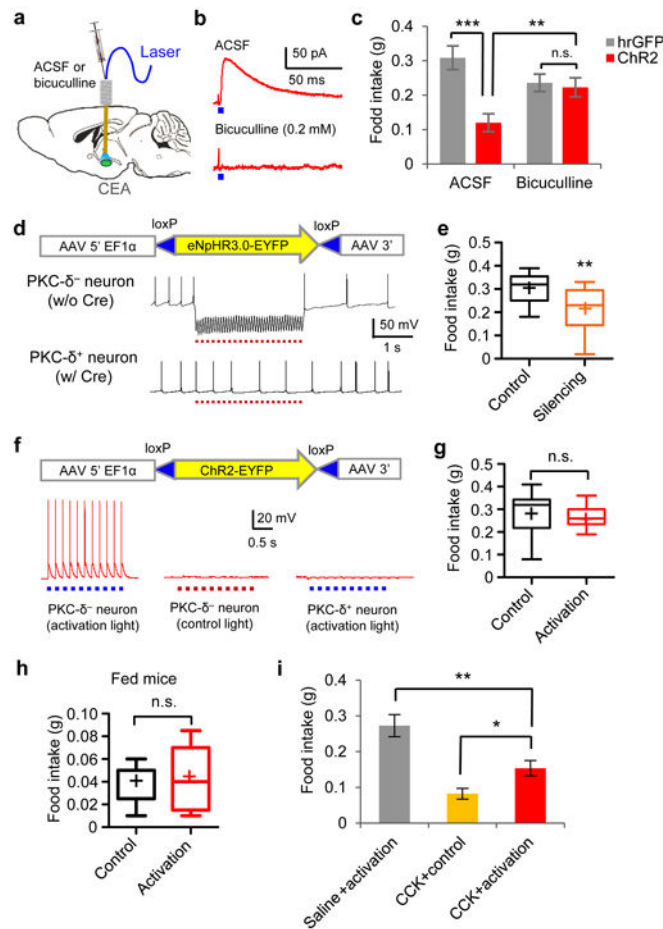 a
ACSF or
bicuculline
Laser
CEA
b
ACSF
50 pA
50 ms
Bicuculline (0.2 mM)
c
Fodd intake (g)
0.4
0.3
0.2
0.1
0
***
**
n.s.
hrGFP
ChR2
ACSF
Bicuculline
d
loxP
loxP
AAV 5' EF1α
eNpHR3.0-EYFP
AAV 3'
PKC-δ⁻ neuron
(w/o Cre)
50 mV
1 s
PKC-δ⁺ neuron
(w/ Cre)
e
Food intake (g)
0.5
0.4
0.3
0.2
0.1
0
**
Control
Silencing
f
loxP
loxP
AAV 5' EF1α
ChR2-EYFP
AAV 3'
20 mV
0.5 s
PKC-δ⁻ neuron
(activation light)
PKC-δ⁻ neuron
(control light)
PKC-δ⁺ neuron
(activation light)
g
Food intake (g)
0.5
0.4
0.3
0.2
0.1
0
n.s.
Control
Activation
h
Fed mice
Food intake (g)
0.10
0.08
0.06
0.04
0.02
0
n.s.
Control
Activation
i
Food intake (g)
0.4
0.3
0.2
0.1
0
**
*
Saline+activation
CCK+control
CCK+activation